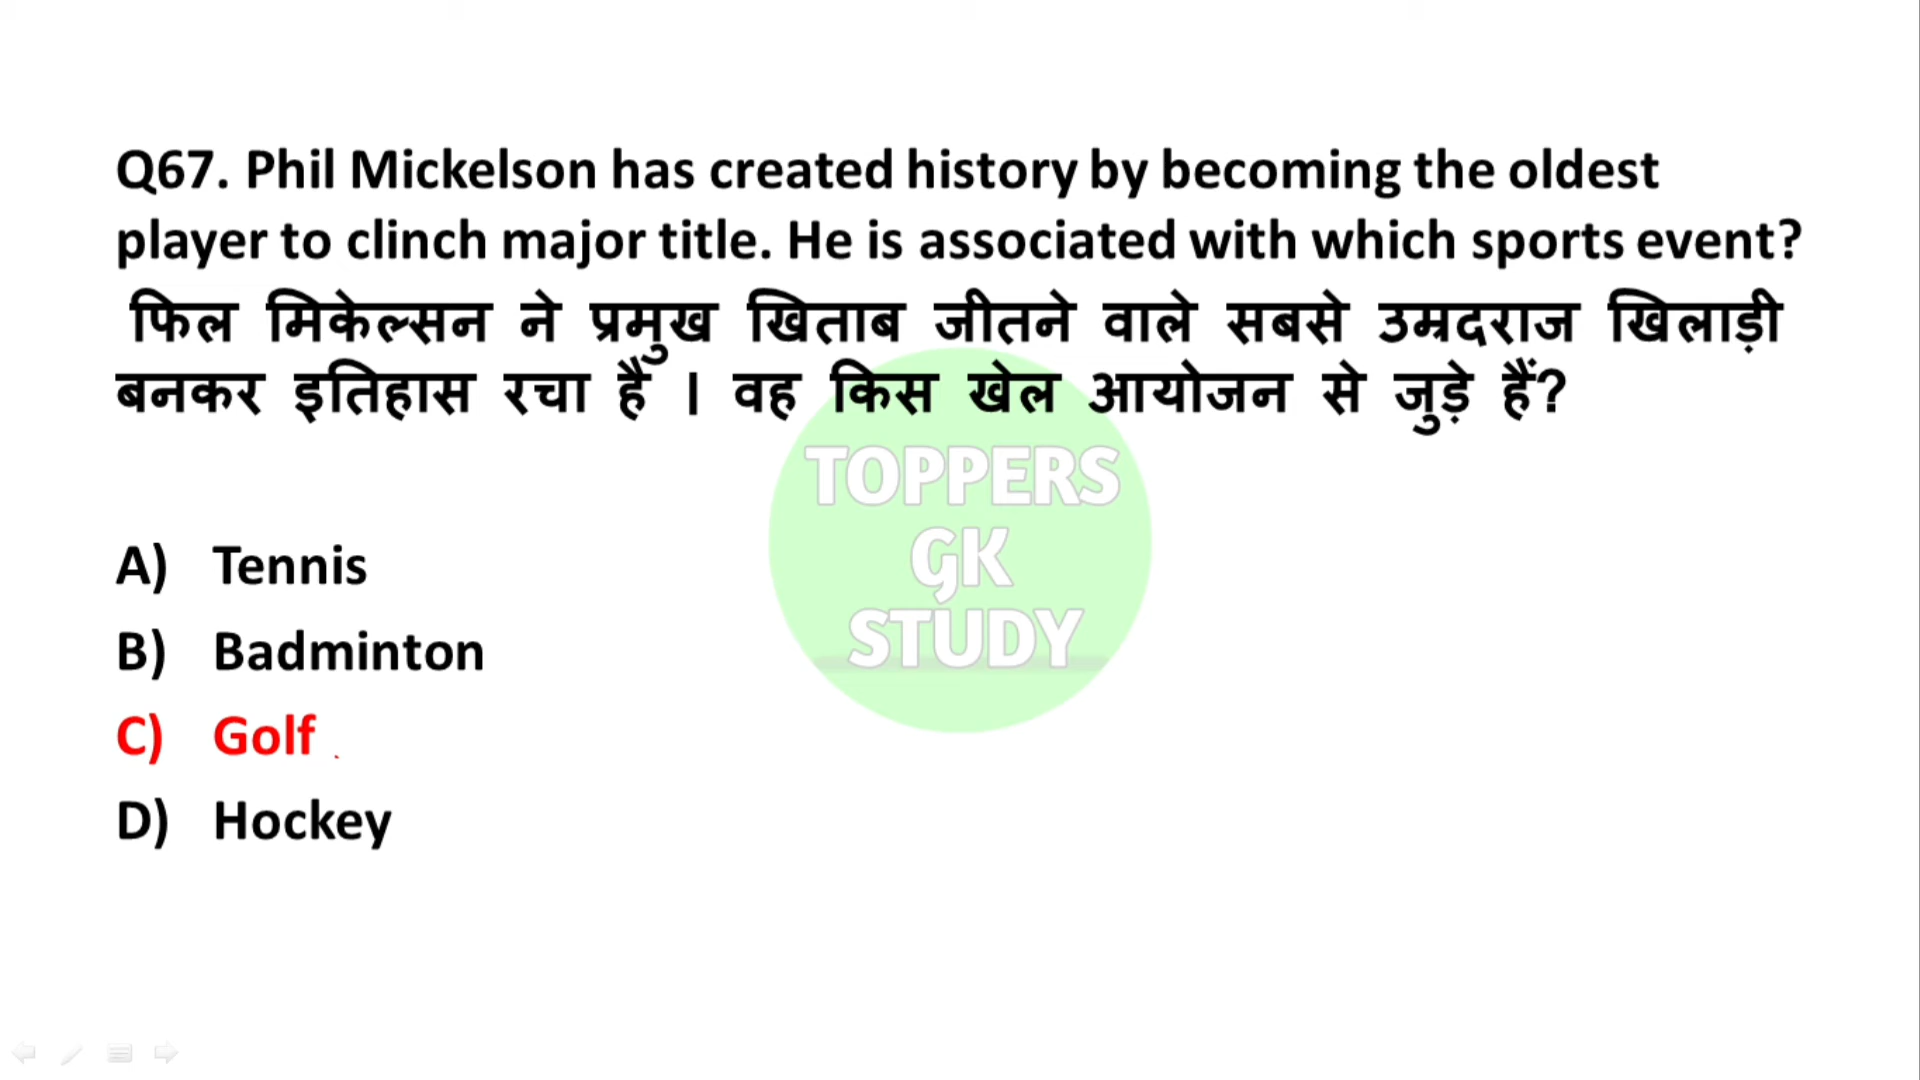 Q67. Phil Mickelson has created history by becoming the oldest
player to clinch major title. He is associated with which sports event?
फिल मिकेल्सन ने प्रमुख खिताब जीतने वाले सबसे उम्रदराज खिलाड़ी
बनकर इतिहास रचा है । वह किस खेल आयोजन से जुड़े हैं?
TOPPERS
GK
STUDY
A) Tennis
B) Badminton
C) Golf
D) Hockey